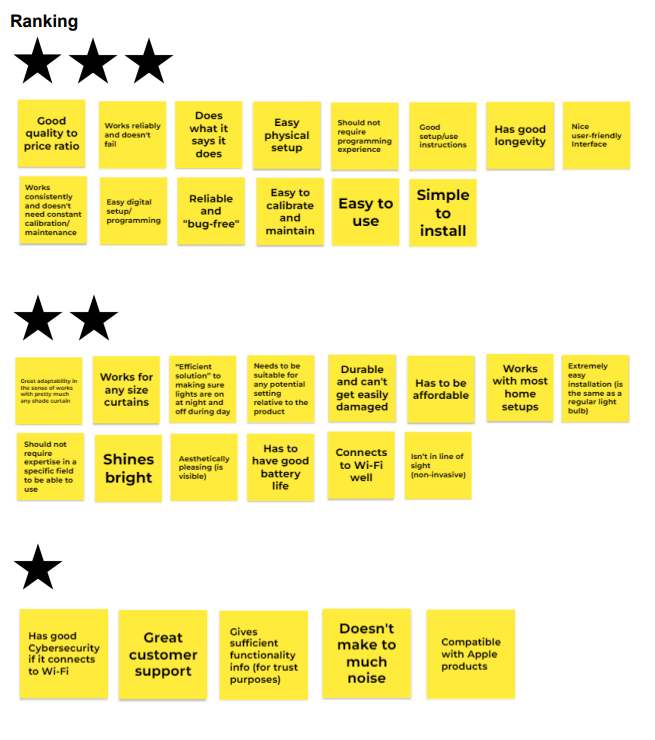 Ranking
Good
quality to
price ratio
Works reliably
and doesn't
fail
Does
what it
says it
does
Easy
physical
setup
Should not
require
programming
experience
Good
setup/use
instructions
Has good
longevity
Nice
user-friendly
Interface
Works
consistently
and doesn't
need constant
calibration/
maintenance
Easy digital
setup/
programming
Reliable
and
"bug-free"
Easy to
calibrate
and
maintain
Easy to
use
Simple
to
install
Great adaptability in
the sense of works
with pretty much
any shade curtain
Works for
any size
curtains
"Efficient
solution" to
making sure
lights are on
at night and
off during day
Needs to be
suitable for
any potential
setting
relative to the
product
Durable
and can't
get easily
damaged
Has to be
affordable
Works
with most
home
setups
Extremely
easy
installation (is
the same as a
regular light
bulb)
Should not
require
expertise in a
specific field
to be able to
use
Shines
bright
Aesthetically
pleasing (is
visible)
Has to
have good
battery
life
Connects
to Wi-Fi
well
Isn't in line of
sight
(non-invasive)
Has good
Cybersecurity
if it connects
to Wi-Fi
Great
customer
support
Gives
sufficient
functionality
info (for trust
purposes)
Doesn't
make to
much
noise
Compatible
with Apple
products